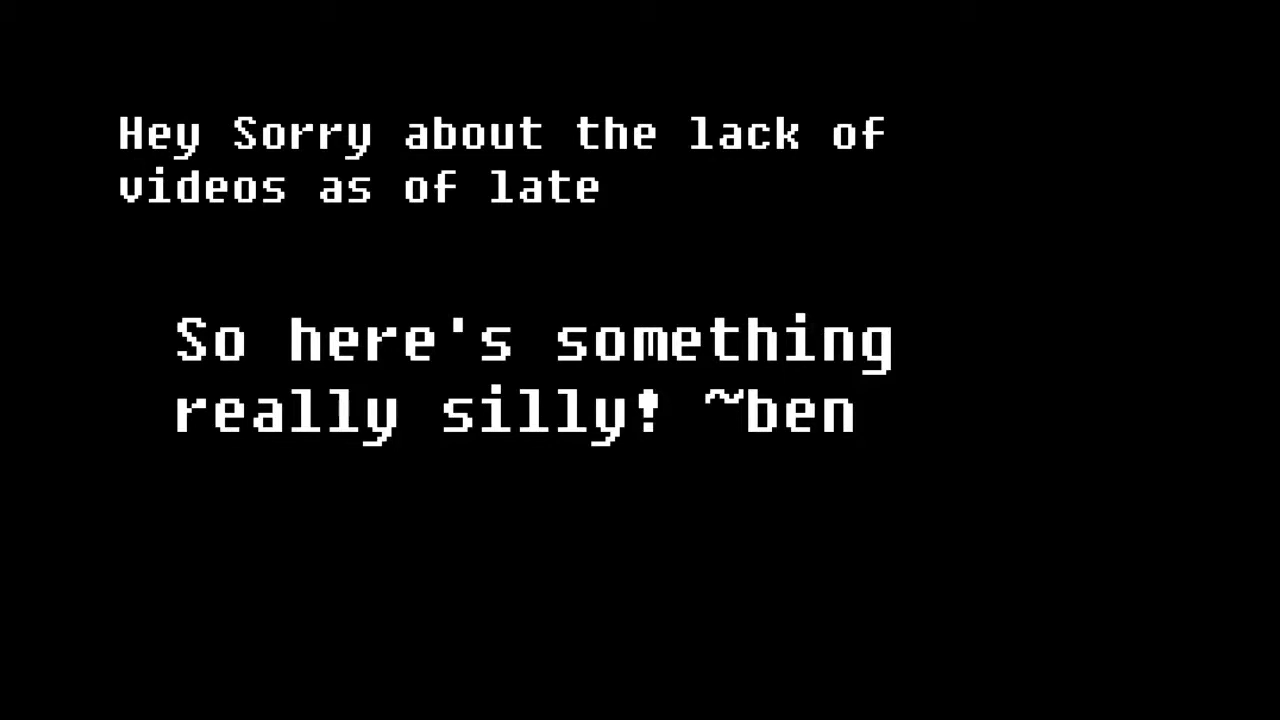 Hey Sorry about the lack of
videos as of late
So here's something
really silly! ~ben